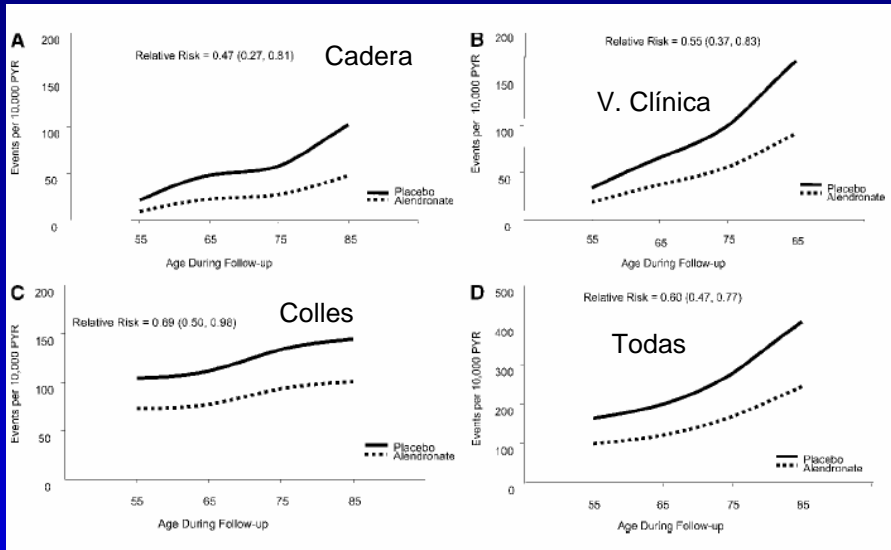 A
200
150
100
50
0
Events per 10,000 PYR
Relative Risk = 0.47 (0.27, 0.81)
Cadera
Placebo
Alendronate
55 65 75 85
Age During Follow-up
B
200
150
100
50
0
Events per 10,000 PYR
Relative Risk = 0.55 (0.37, 0.83)
V. Clínica
Placebo
Alendronate
55 65 75 85
Age During Follow-up
C
200
150
100
50
0
Events per 10,000 PYR
Relative Risk = 0.69 (0.50, 0.98)
Colles
Placebo
Alendronate
55 65 75 85
Age During Follow-up
D
500
400
300
200
100
0
Events per 10,000 PYR
Relative Risk = 0.60 (0.47, 0.77)
Todas
Placebo
Alendronate
55 65 75 85
Age During Follow-up